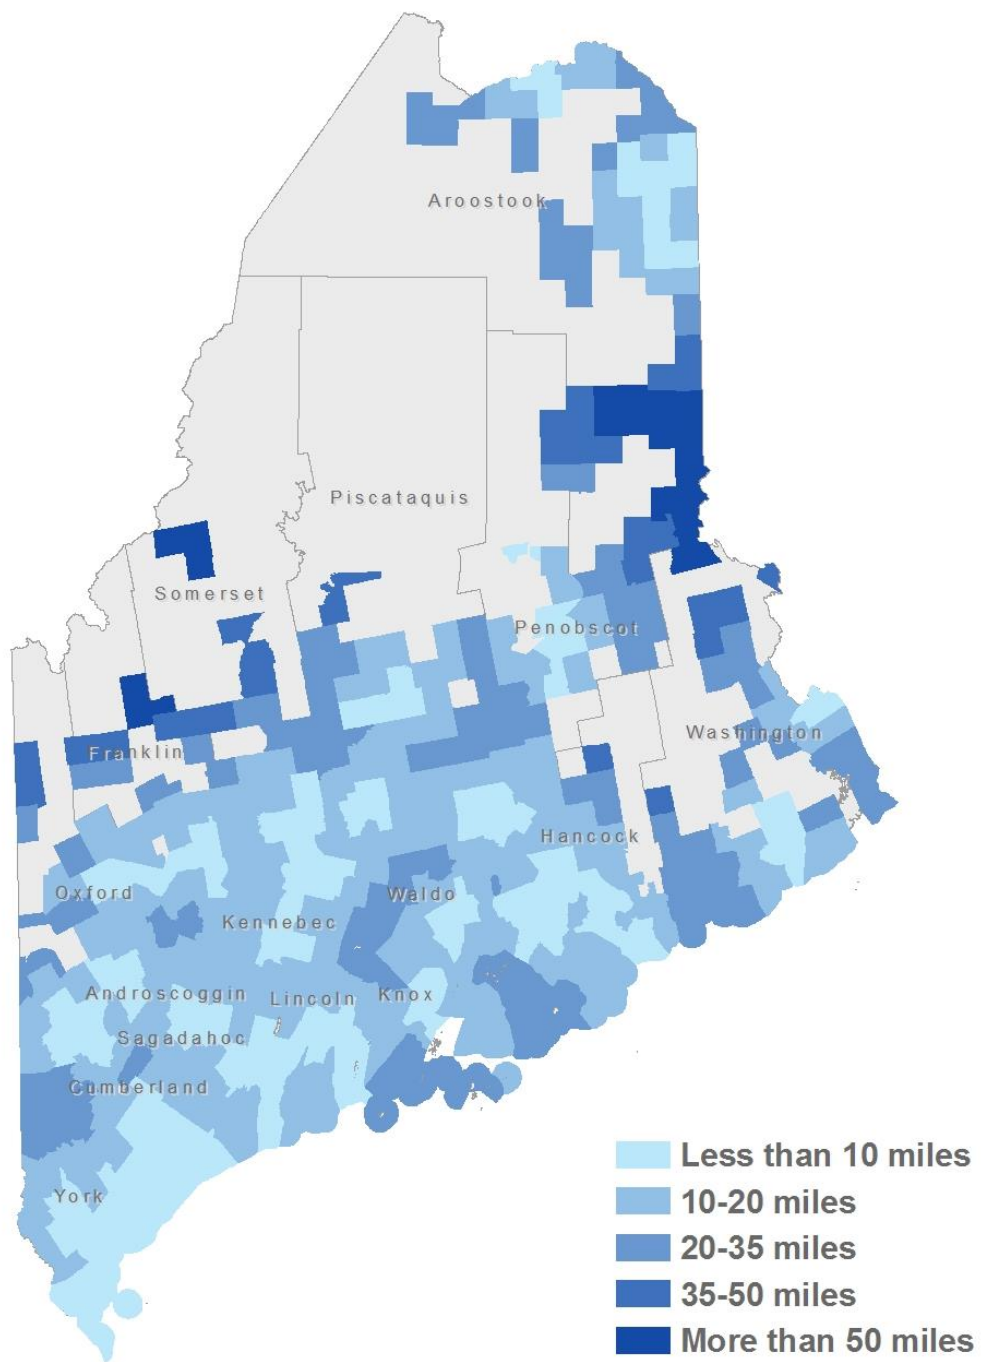 Aroostook
Piscataquis
Somerset
Penobscot
Washington
Franklin
Hancock
Oxford
Waldo
Kennebec
Androscoggin
Lincoln
Knox
Sagadahoc
Cumberland
York
Less than 10 miles
10-20 miles
20-35 miles
35-50 miles
More than 50 miles